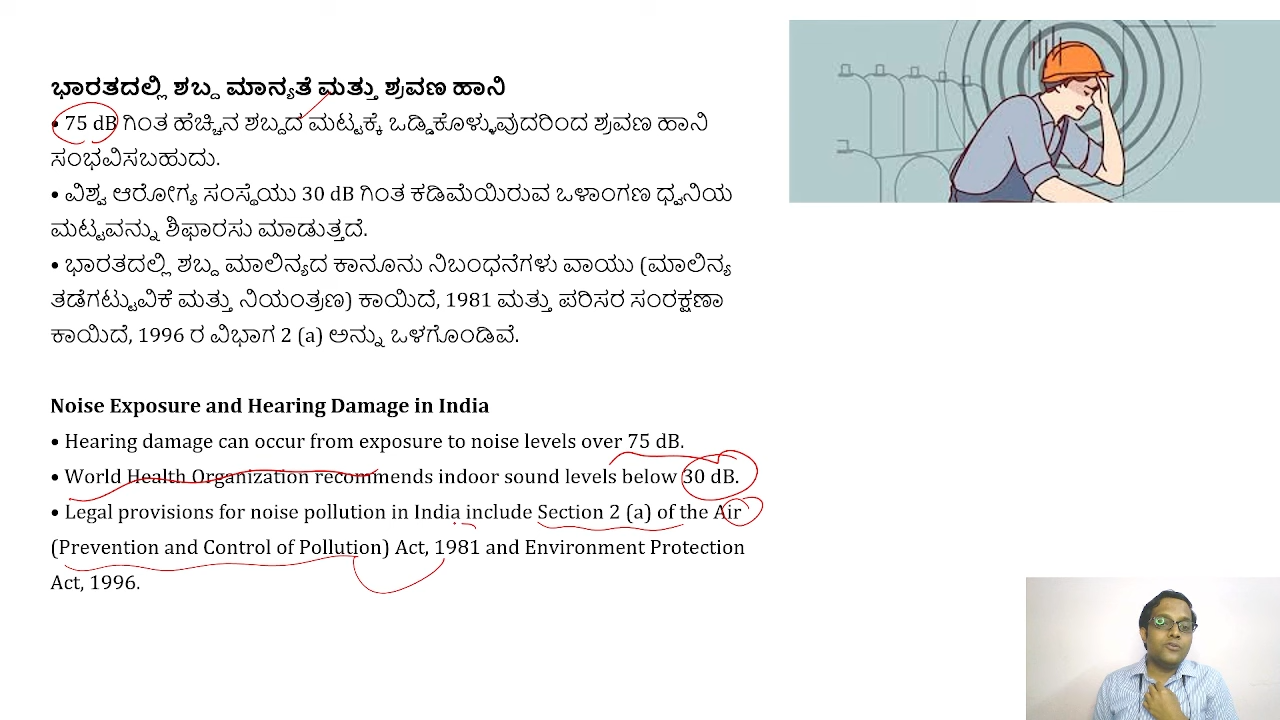 ಭಾರತದಲ್ಲಿ ಶಬ್ದ ಮಾನ್ಯತೆ ಮತ್ತು ಶ್ರವಣ ಹಾನಿ
• 75 dB ಗಿಂತ ಹೆಚ್ಚಿನ ಶಬ್ದದ ಮಟ್ಟಕ್ಕೆ ಒಡ್ಡಿಕೊಳ್ಳುವುದರಿಂದ ಶ್ರವಣ ಹಾನಿ
ಸಂಭವಿಸಬಹುದು.
• ವಿಶ್ವ ಆರೋಗ್ಯ ಸಂಸ್ಥೆಯು 30 dB ಗಿಂತ ಕಡಿಮೆಯಿರುವ ಒಳಾಂಗಣ ಧ್ವನಿಯ
ಮಟ್ಟವನ್ನು ಶಿಫಾರಸು ಮಾಡುತ್ತದೆ.
• ಭಾರತದಲ್ಲಿ ಶಬ್ದ ಮಾಲಿನ್ಯದ ಕಾನೂನು ನಿಬಂಧನೆಗಳು ವಾಯು (ಮಾಲಿನ್ಯ
ತಡೆಗಟ್ಟುವಿಕೆ ಮತ್ತು ನಿಯಂತ್ರಣ) ಕಾಯಿದೆ, 1981 ಮತ್ತು ಪರಿಸರ ಸಂರಕ್ಷಣಾ
ಕಾಯಿದೆ, 1996 ರ ವಿಭಾಗ 2 (a) ಅನ್ನು ಒಳಗೊಂಡಿವೆ.
Noise Exposure and Hearing Damage in India
• Hearing damage can occur from exposure to noise levels over 75 dB.
• World Health Organization recommends indoor sound levels below 30 dB.
• Legal provisions for noise pollution in India include Section 2 (a) of the Air
(Prevention and Control of Pollution) Act, 1981 and Environment Protection
Act, 1996.